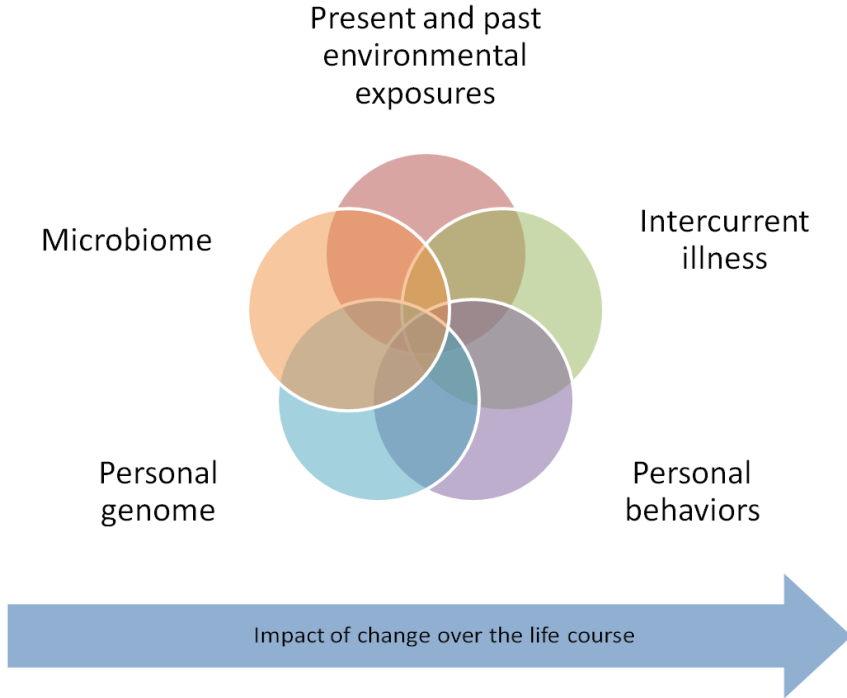 Present and past
environmental
exposures
Microbiome
Intercurrent
illness
Personal
genome
Personal
behaviors
Impact of change over the life course